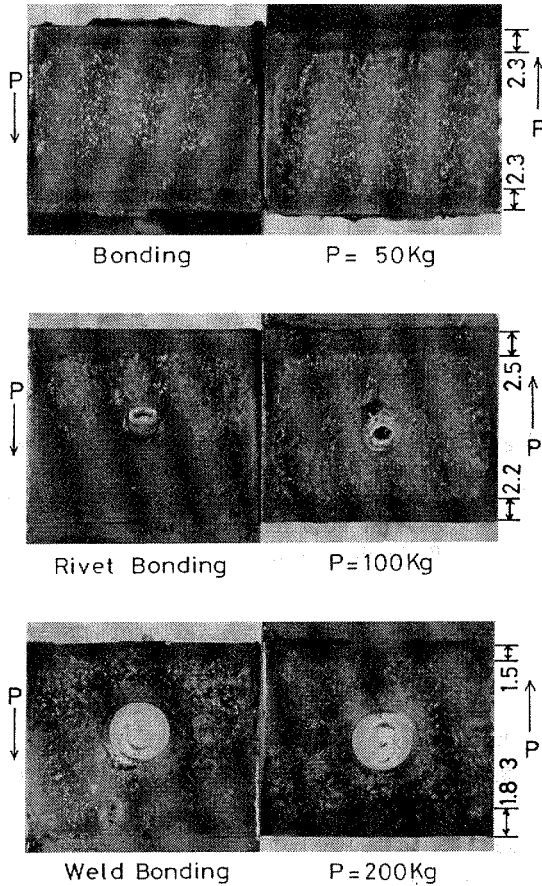 P
2.3
P
2.3
Bonding P= 50Kg
P
2.5
P
2.2
Rivet Bonding P=100Kg
P
1.5
P
1.8 3
Weld Bonding P=200Kg